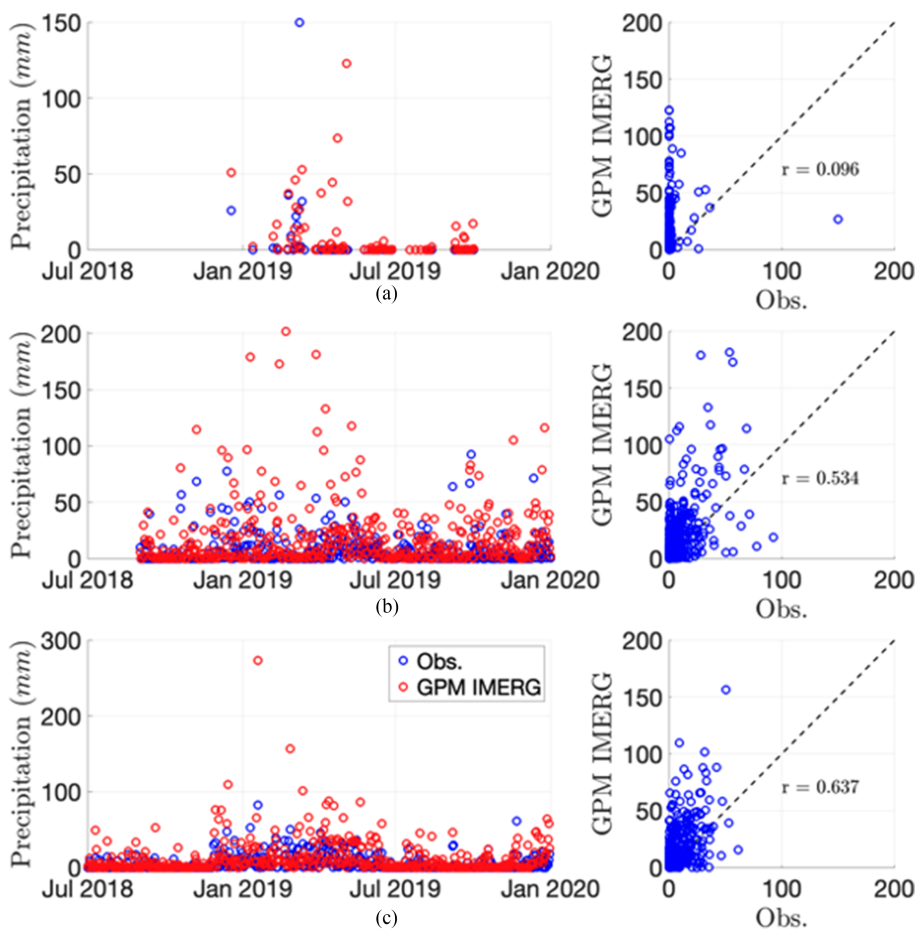 Precipitation (mm)
150
100
50
0
Jul 2018
Jan 2019
Jul 2019
Jan 2020
GPM IMERG
200
150
100
50
0
r = 0.096
0
100
200
Obs.
(a)
Precipitation (mm)
200
150
100
50
0
Jul 2018
Jan 2019
Jul 2019
Jan 2020
GPM IMERG
200
150
100
50
0
r = 0.534
0
100
200
Obs.
(b)
Precipitation (mm)
300
200
100
0
Jul 2018
Jan 2019
Jul 2019
Jan 2020
Obs.
GPM IMERG
GPM IMERG
200
150
100
50
0
r = 0.637
0
100
200
Obs.
(c)